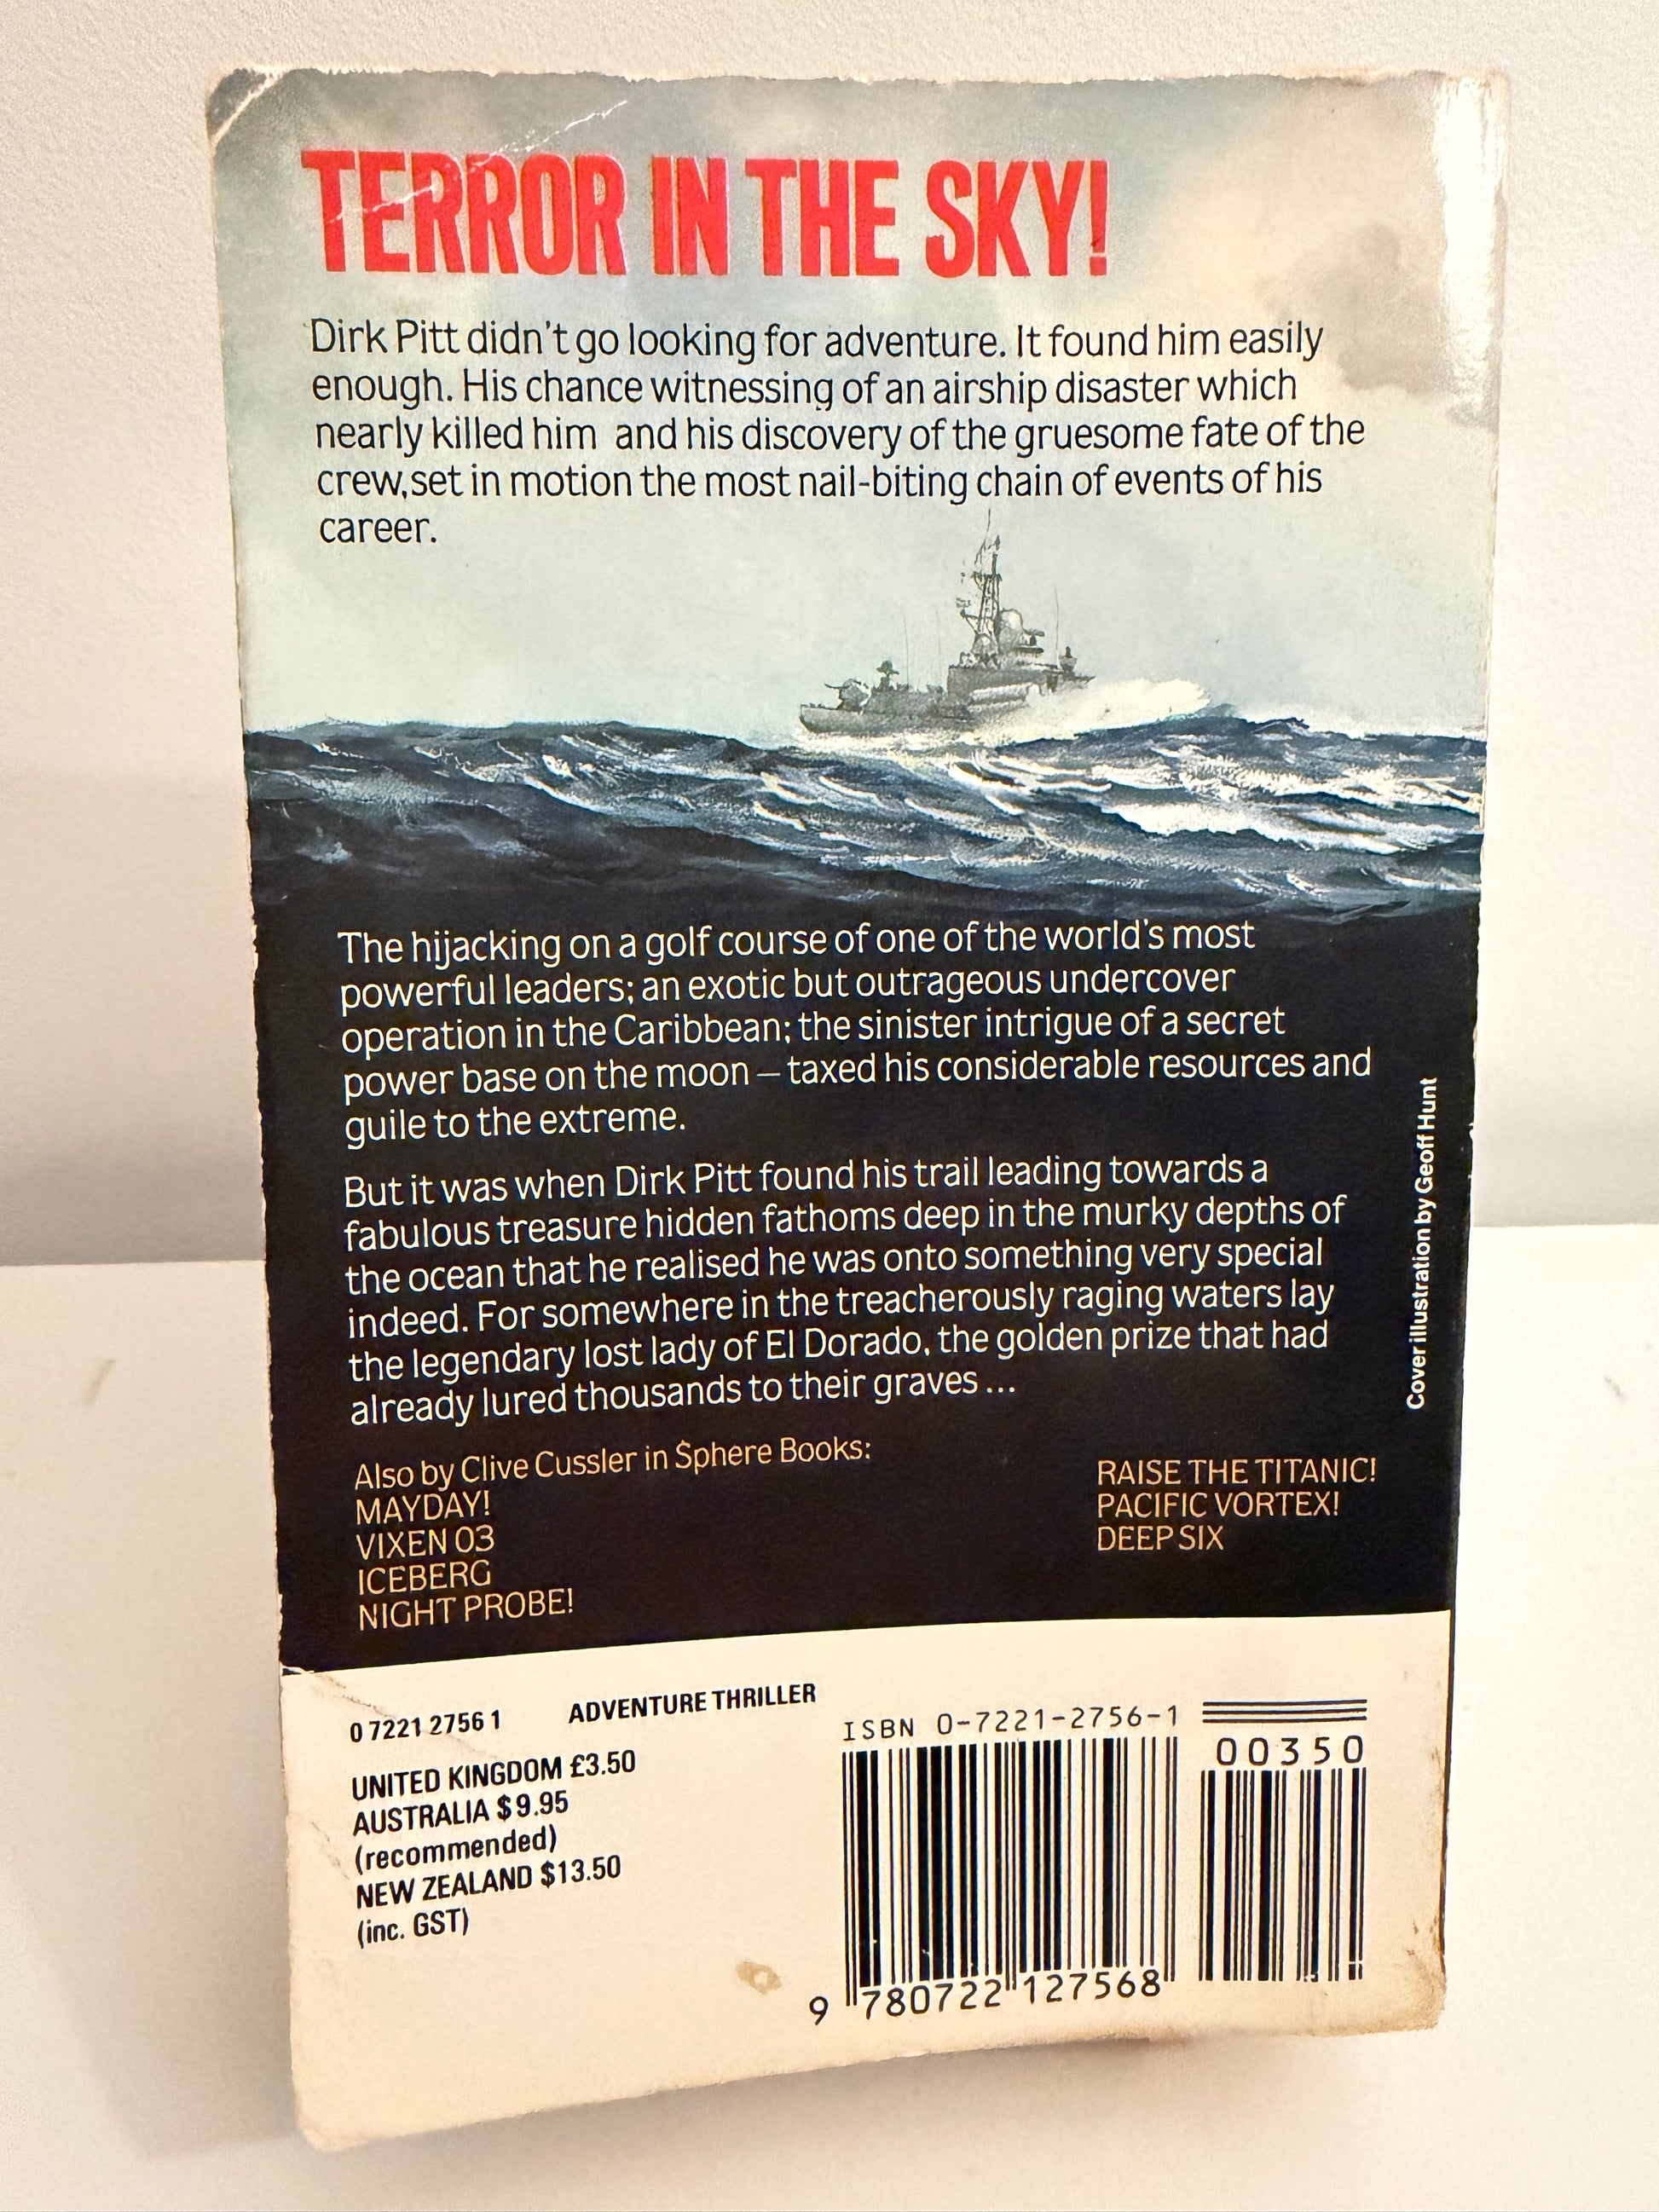 TERROR IN THE SKY!
Dirk Pitt didn't go looking for adventure. It found him easily
enough. His chance witnessing of an airship disaster which
nearly killed him and his discovery of the gruesome fate of the
crew, set in motion the most nail-biting chain of events of his
career.
The hijacking on a golf course of one of the world's most
powerful leaders; an exotic but outrageous undercover
operation in the Caribbean; the sinister intrigue of a secret
power base on the moon – taxed his considerable resources and
guile to the extreme.
But it was when Dirk Pitt found his trail leading towards a
fabulous treasure hidden fathoms deep in the murky depths of
the ocean that he realised he was onto something very special
indeed. For somewhere in the treacherously raging waters lay
the legendary lost lady of El Dorado, the golden prize that had
already lured thousands to their graves ...
Cover illustration by Geoff Hunt
Also by Clive Cussler in Sphere Books:
MAYDAY!
VIXEN 03
ICEBERG
NIGHT PROBE!
RAISE THE TITANIC!
PACIFIC VORTEX!
DEEP SIX
0 7221 2756 1
ADVENTURE THRILLER
UNITED KINGDOM £3.50
AUSTRALIA $9.95
(recommended)
NEW ZEALAND $13.50
(inc. GST)
ISBN 0-7221-2756-1
00350
9 780722 127568